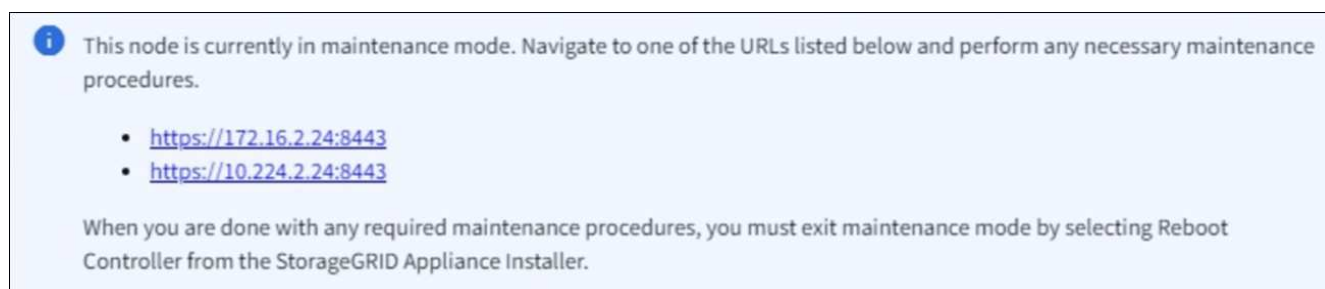 This node is currently in maintenance mode. Navigate to one of the URLs listed below and perform any necessary maintenance
procedures.
• https://172.16.2.24:8443
• https://10.224.2.24:8443
When you are done with any required maintenance procedures, you must exit maintenance mode by selecting Reboot
Controller from the StorageGRID Appliance Installer.